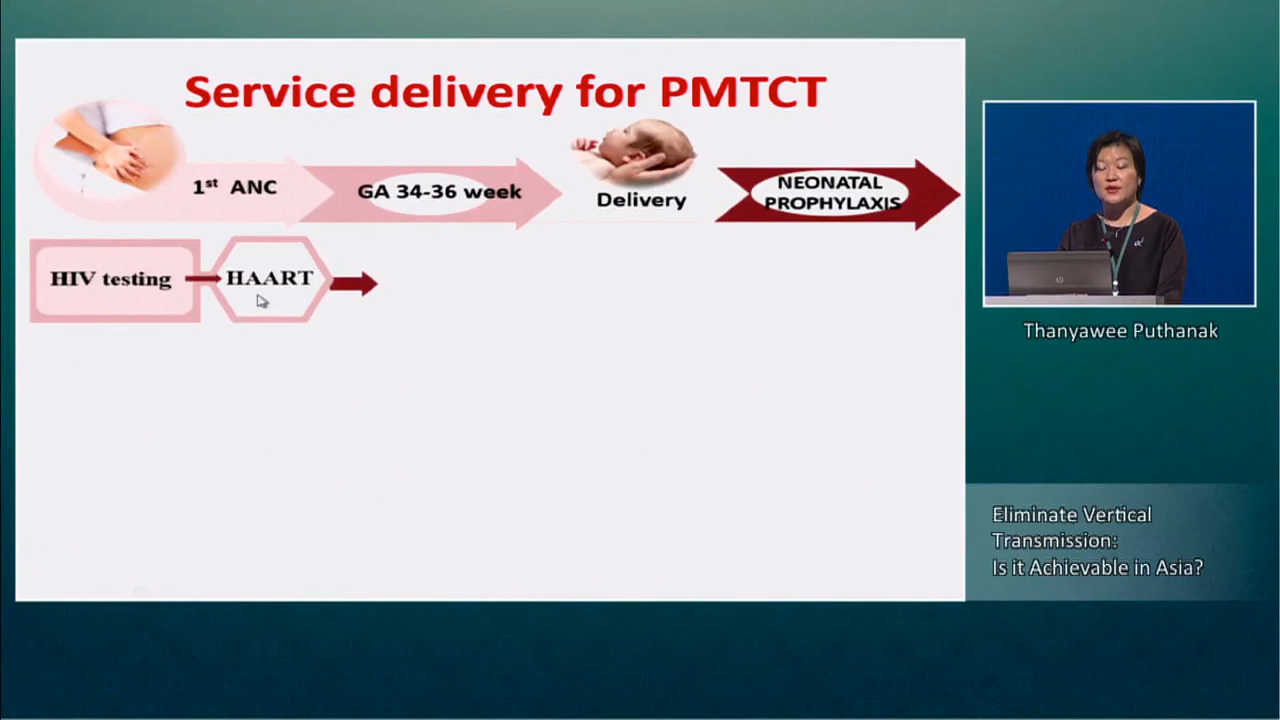 Service delivery for PMTCT
1st ANC
GA 34-36 week
Delivery
NEONATAL
PROPHYLAXIS
HIV testing
HAART
Thanyawee Puthanak
Eliminate Vertical
Transmission:
Is it Achievable in Asia?